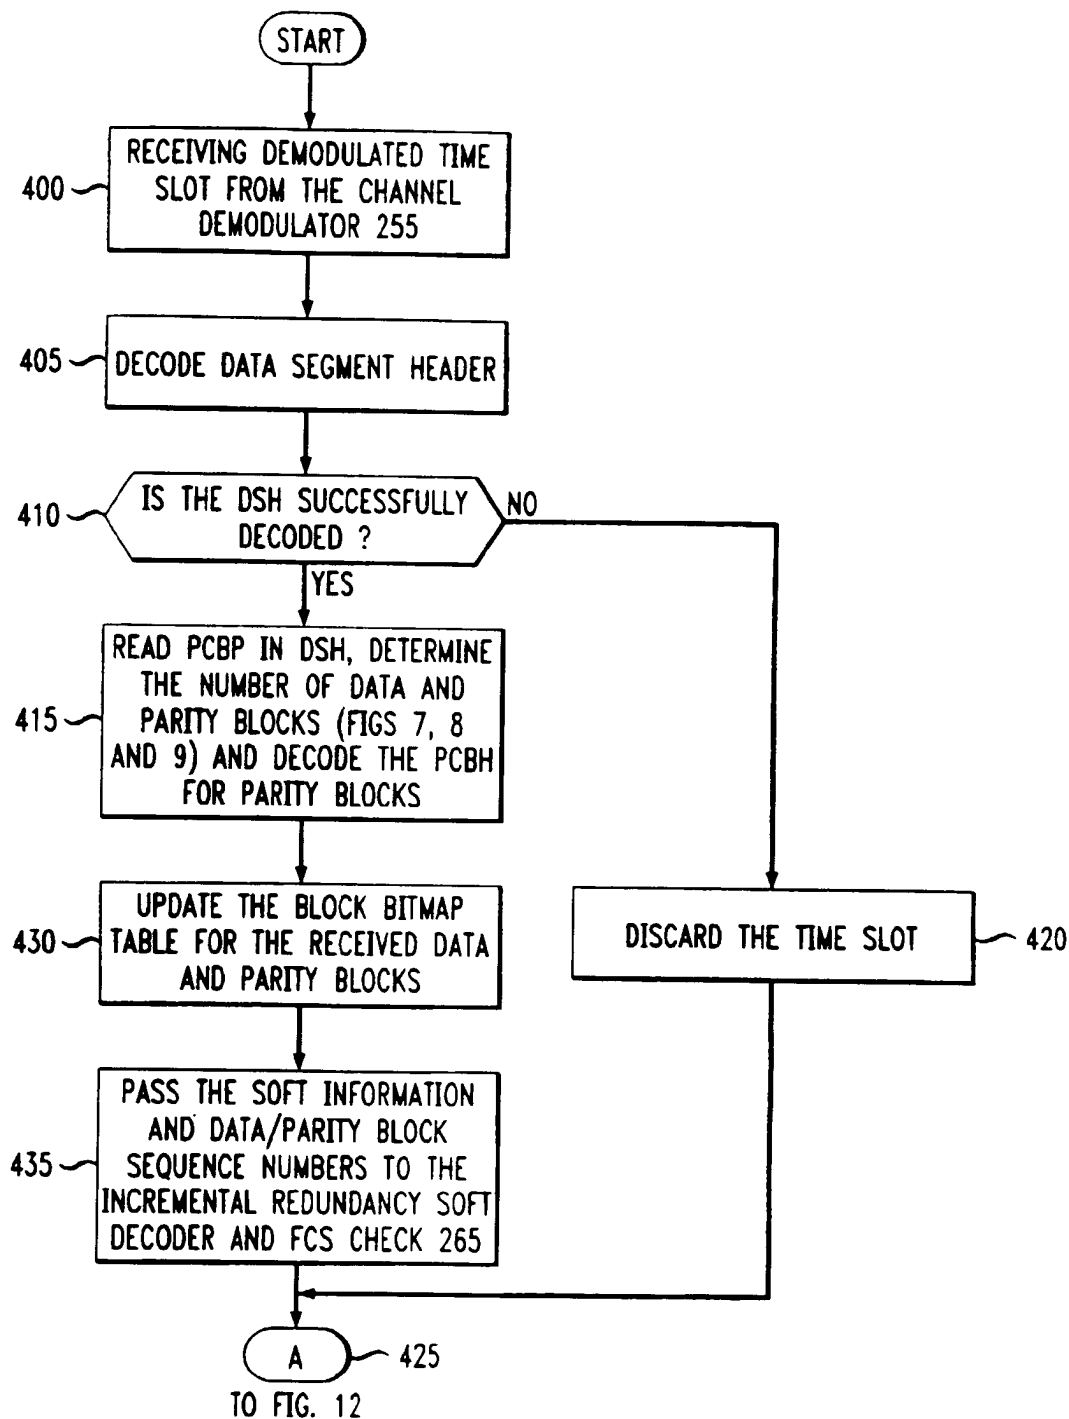 START
RECEIVING DEMODULATED TIME
SLOT FROM THE CHANNEL
DEMODULATOR 255
400
405
DECODE DATA SEGMENT HEADER
410
IS THE DSH SUCCESSFULLY
DECODED ?
NO
YES
READ PCBP IN DSH, DETERMINE
THE NUMBER OF DATA AND
PARITY BLOCKS (FIGS 7, 8
AND 9) AND DECODE THE PCBH
FOR PARITY BLOCKS
415
UPDATE THE BLOCK BITMAP
TABLE FOR THE RECEIVED DATA
AND PARITY BLOCKS
430
DISCARD THE TIME SLOT
420
PASS THE SOFT INFORMATION
AND DATA/PARITY BLOCK
SEQUENCE NUMBERS TO THE
INCREMENTAL REDUNDANCY SOFT
DECODER AND FCS CHECK 265
435
A
425
TO FIG. 12